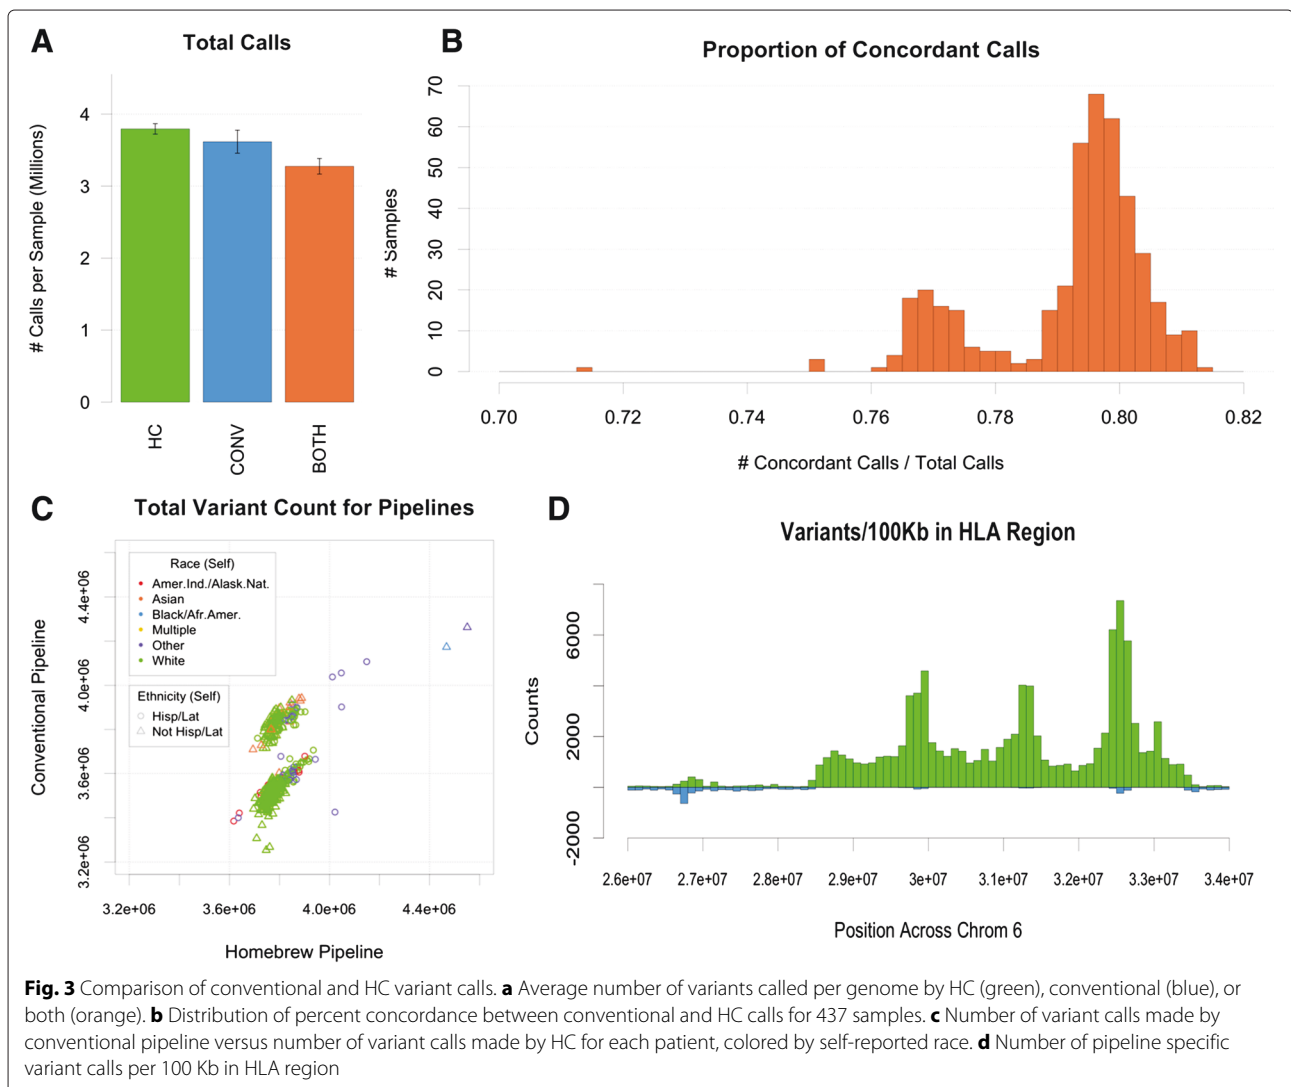 A
Total Calls
# Calls per Sample (Millions)
4
3
2
1
0
HC
CONV
BOTH
B
Proportion of Concordant Calls
# Samples
70
60
50
40
30
20
10
0
0.70 0.72 0.74 0.76 0.78 0.80 0.82
# Concordant Calls / Total Calls
C
Total Variant Count for Pipelines
Conventional Pipeline
4.4e+06
4.0e+06
3.6e+06
3.2e+06
Race (Self)
Amer.Ind./Alask.Nat.
Asian
Black/Afr.Amer.
Multiple
Other
White
Ethnicity (Self)
Hisp/Lat
Not Hisp/Lat
3.2e+06 3.6e+06 4.0e+06 4.4e+06
Homebrew Pipeline
D
Variants/100Kb in HLA Region
Counts
6000
2000
0
-2000
2.6e+07 2.7e+07 2.8e+07 2.9e+07 3e+07 3.1e+07 3.2e+07 3.3e+07 3.4e+07
Position Across Chrom 6
Fig. 3 Comparison of conventional and HC variant calls. a Average number of variants called per genome by HC (green), conventional (blue), or
both (orange). b Distribution of percent concordance between conventional and HC calls for 437 samples. c Number of variant calls made by
conventional pipeline versus number of variant calls made by HC for each patient, colored by self-reported race. d Number of pipeline specific
variant calls per 100 Kb in HLA region